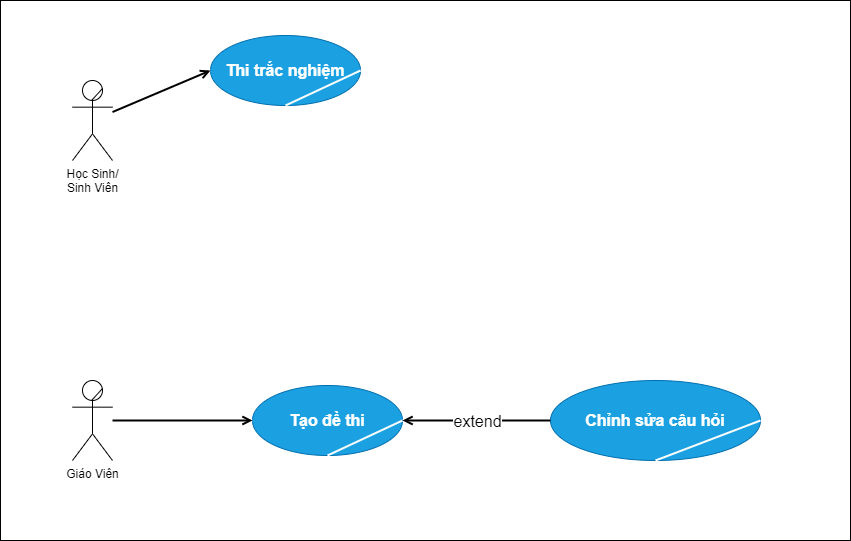 Thi trắc nghiệm
Học Sinh/
Sinh Viên
Tạo đề thi
extend
Chỉnh sửa câu hỏi
Giáo Viên